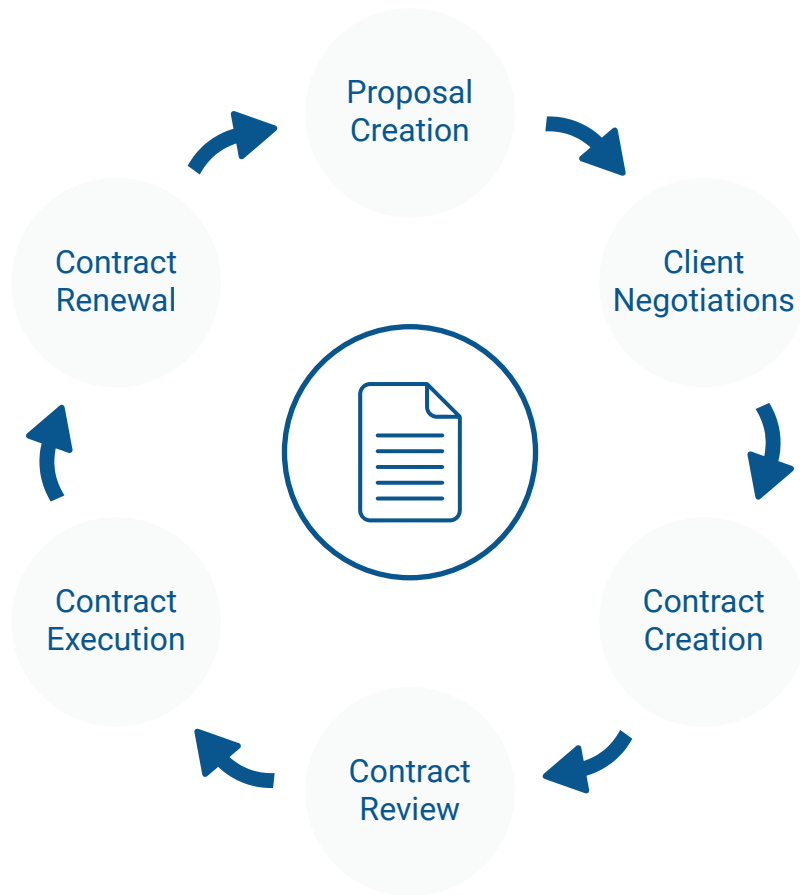 Proposal
Creation
Client
Negotiations
Contract
Creation
Contract
Review
Contract
Execution
Contract
Renewal